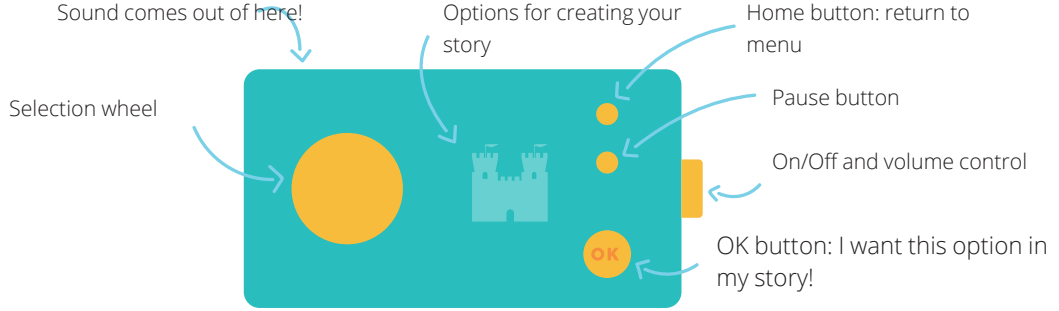 Sound comes out of here!
Options for creating your
story
Home button: return to
menu
Selection wheel
Pause button
On/Off and volume control
OK
OK button: I want this option in
my story!